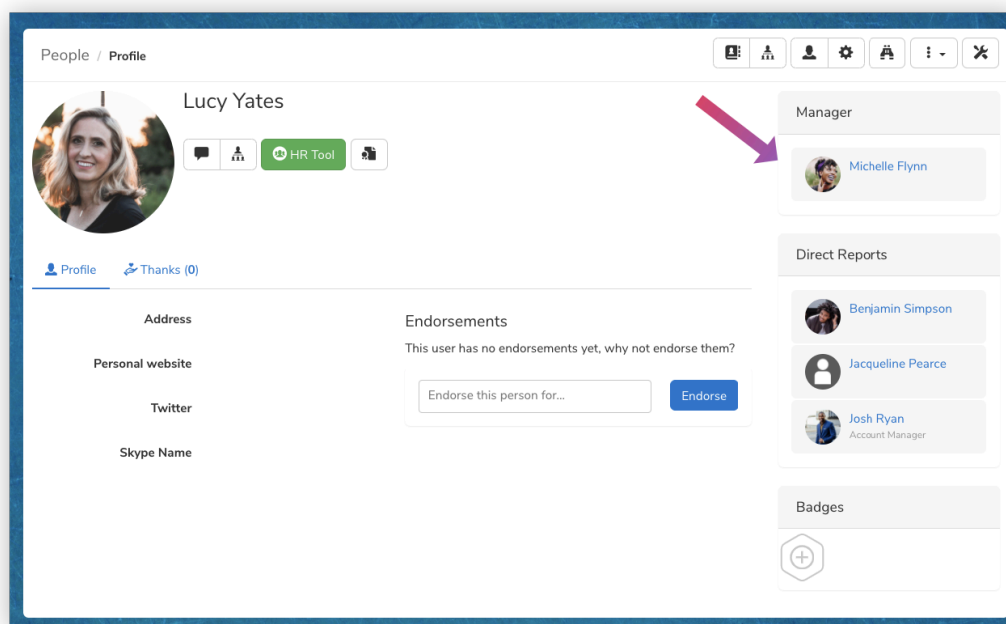 People / Profile
Lucy Yates
HR Tool
Profile
Thanks (0)
Address
Personal website
Twitter
Skype Name
Endorsements
This user has no endorsements yet, why not endorse them?
Endorse this person for...
Endorse
Manager
Michelle Flynn
Direct Reports
Benjamin Simpson
Jacqueline Pearce
Josh Ryan
Account Manager
Badges